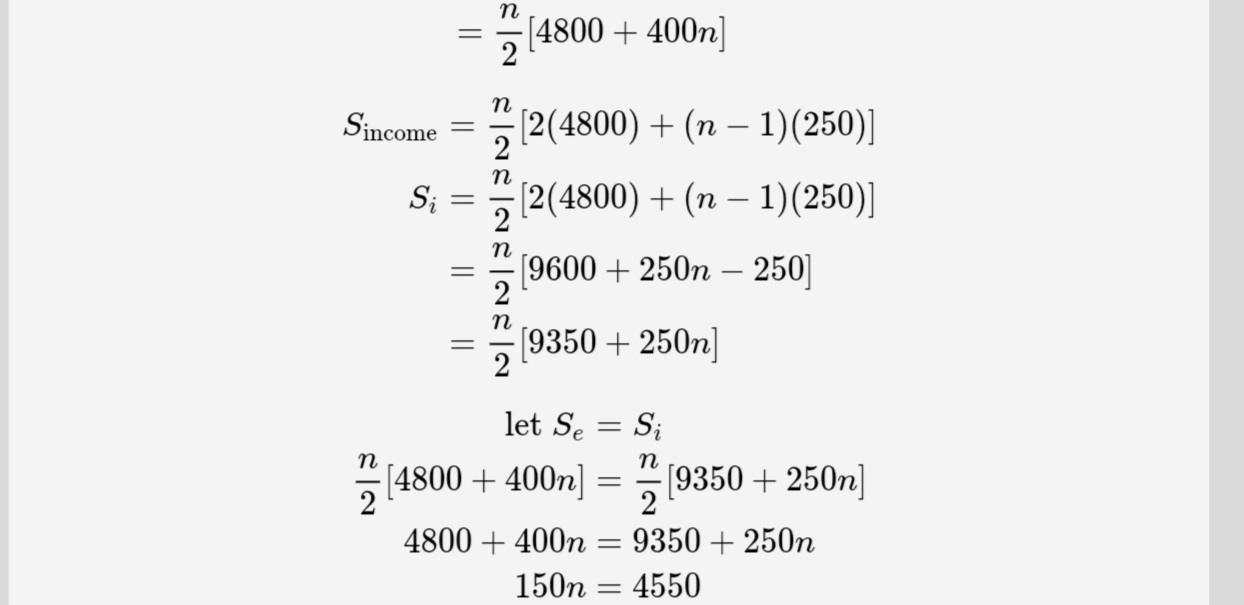 = n/2 [4800 + 400n]
S_income = n/2 [2(4800) + (n − 1)(250)]
S_i = n/2 [2(4800) + (n − 1)(250)]
= n/2 [9600 + 250n − 250]
= n/2 [9350 + 250n]
let S_e = S_i
n/2 [4800 + 400n] = n/2 [9350 + 250n]
4800 + 400n = 9350 + 250n
150n = 4550